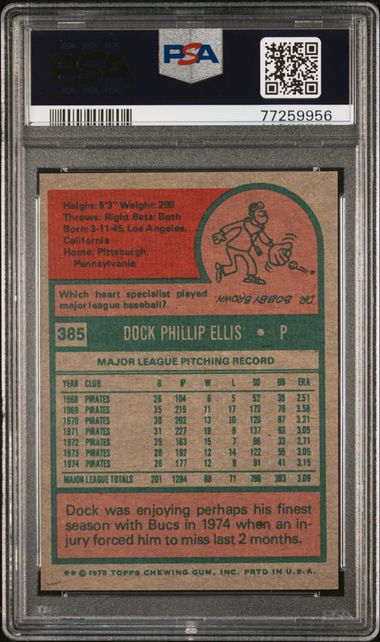 PSA
PSA
77259956
Height: 6'3" Weight: 200
Throws: Right Bats: Both
Born: 3-11-45, Los Angeles,
California
Home: Pittsburgh,
Pennsylvania
Which heart specialist played
major league baseball?
DR. BOBBY BROWN.
385 DOCK PHILLIP ELLIS • P
MAJOR LEAGUE PITCHING RECORD
YEAR CLUB G IP W L SO BB ERA
1968 PIRATES 26 104 6 5 52 38 2.51
1969 PIRATES 35 219 11 17 173 76 3.58
1970 PIRATES 30 202 13 10 128 87 3.21
1971 PIRATES 31 227 19 9 137 63 3.05
1972 PIRATES 25 163 15 7 96 33 2.71
1973 PIRATES 28 192 12 14 122 55 3.05
1974 PIRATES 26 177 12 9 91 41 3.15
MAJOR LEAGUE TOTALS 201 1284 88 71 799 393 3.09
Dock was enjoying perhaps his finest
season with Bucs in 1974 when an in-
jury forced him to miss last 2 months.
★★ © 1975 TOPPS CHEWING GUM, INC. PRTD IN U.S.A.